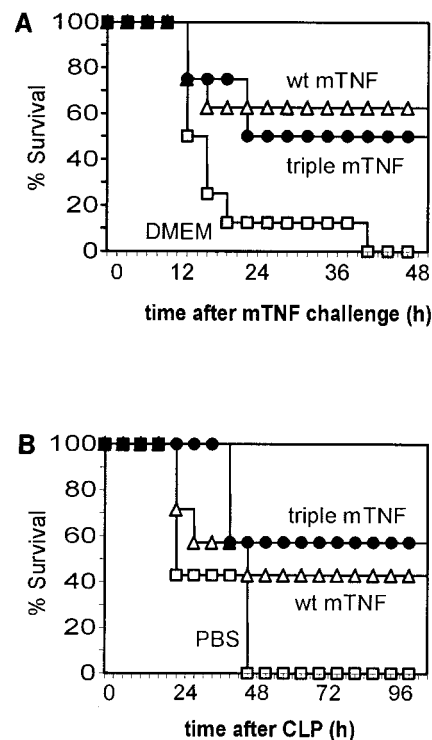 A
% Survival
100
80
60
40
20
0
wt mTNF
triple mTNF
DMEM
0 12 24 36 48
time after mTNF challenge (h)
B
% Survival
100
80
60
40
20
0
triple mTNF
wt mTNF
PBS
0 24 48 72 96
time after CLP (h)